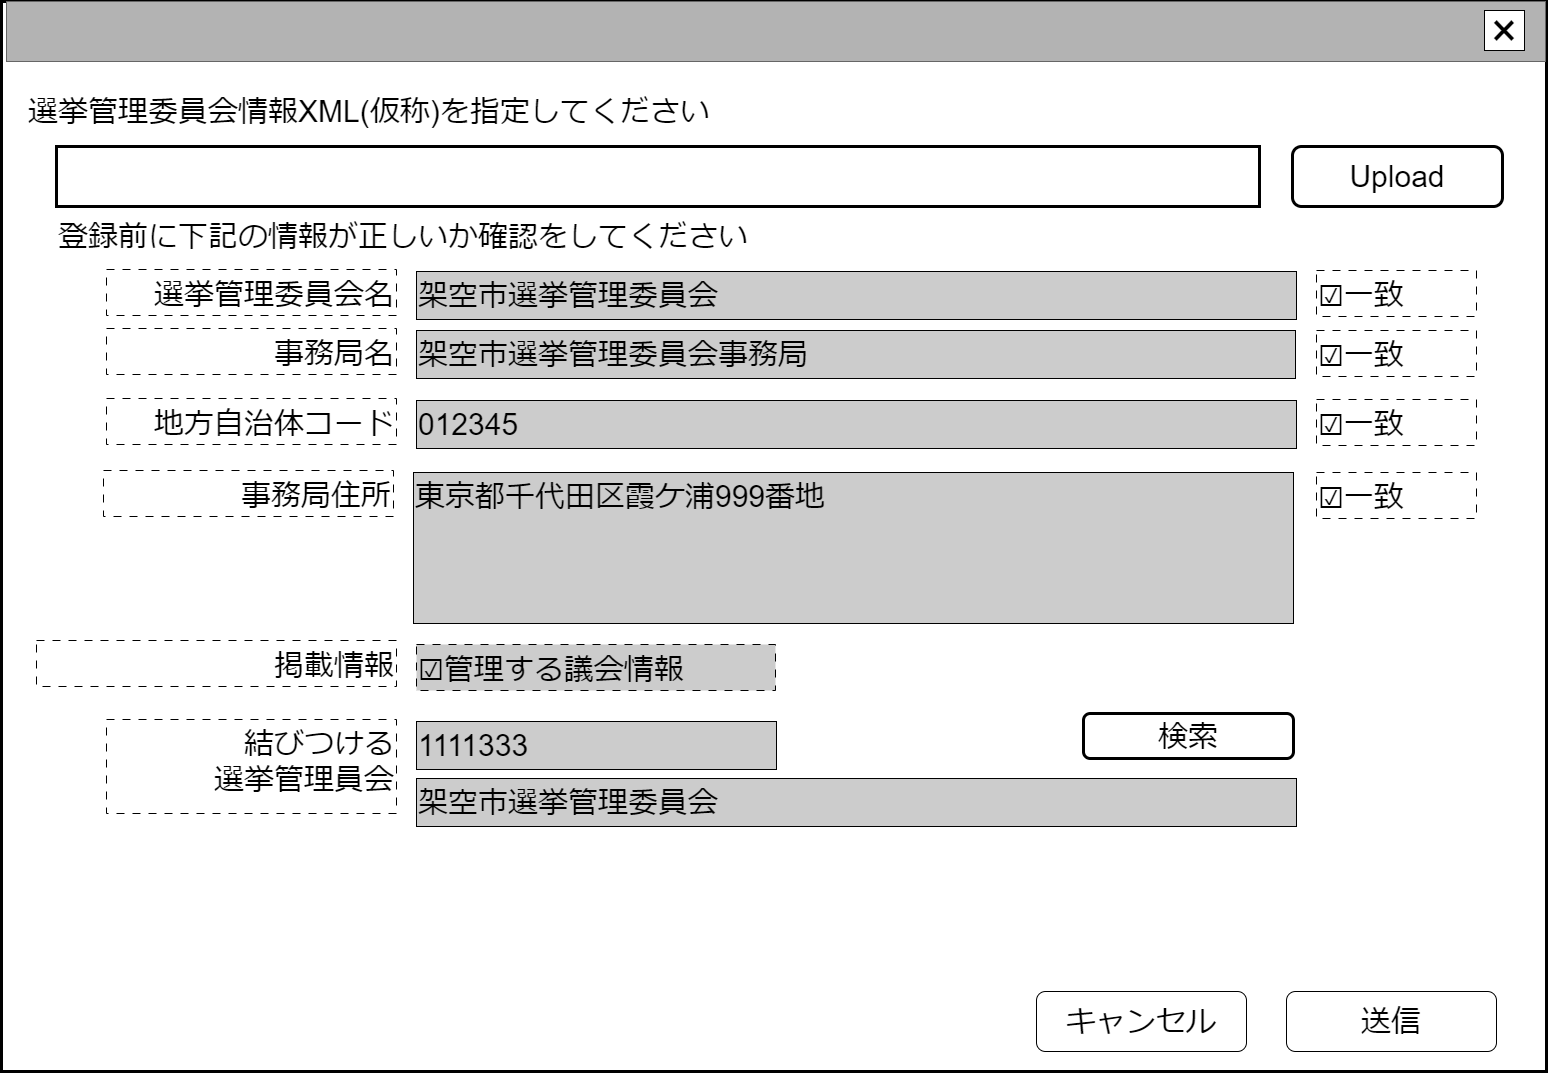 選挙管理委員会情報XML(仮称)を指定してください
Upload
登録前に下記の情報が正しいか確認をしてください
選挙管理委員会名 架空市選挙管理委員会 ☑一致
事務局名 架空市選挙管理委員会事務局 ☑一致
地方自治体コード 012345 ☑一致
事務局住所 東京都千代田区霞ケ浦999番地 ☑一致
掲載情報 ☑管理する議会情報
結びつける
選挙管理員会
1111333 検索
架空市選挙管理委員会
キャンセル 送信